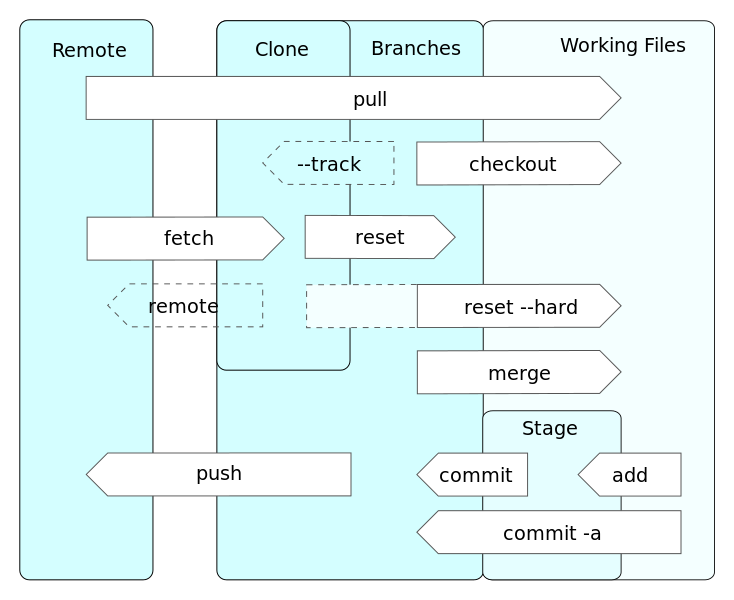 Remote
Clone
Branches
Working Files
pull
--track
checkout
fetch
reset
remote
reset --hard
merge
Stage
push
commit
add
commit -a